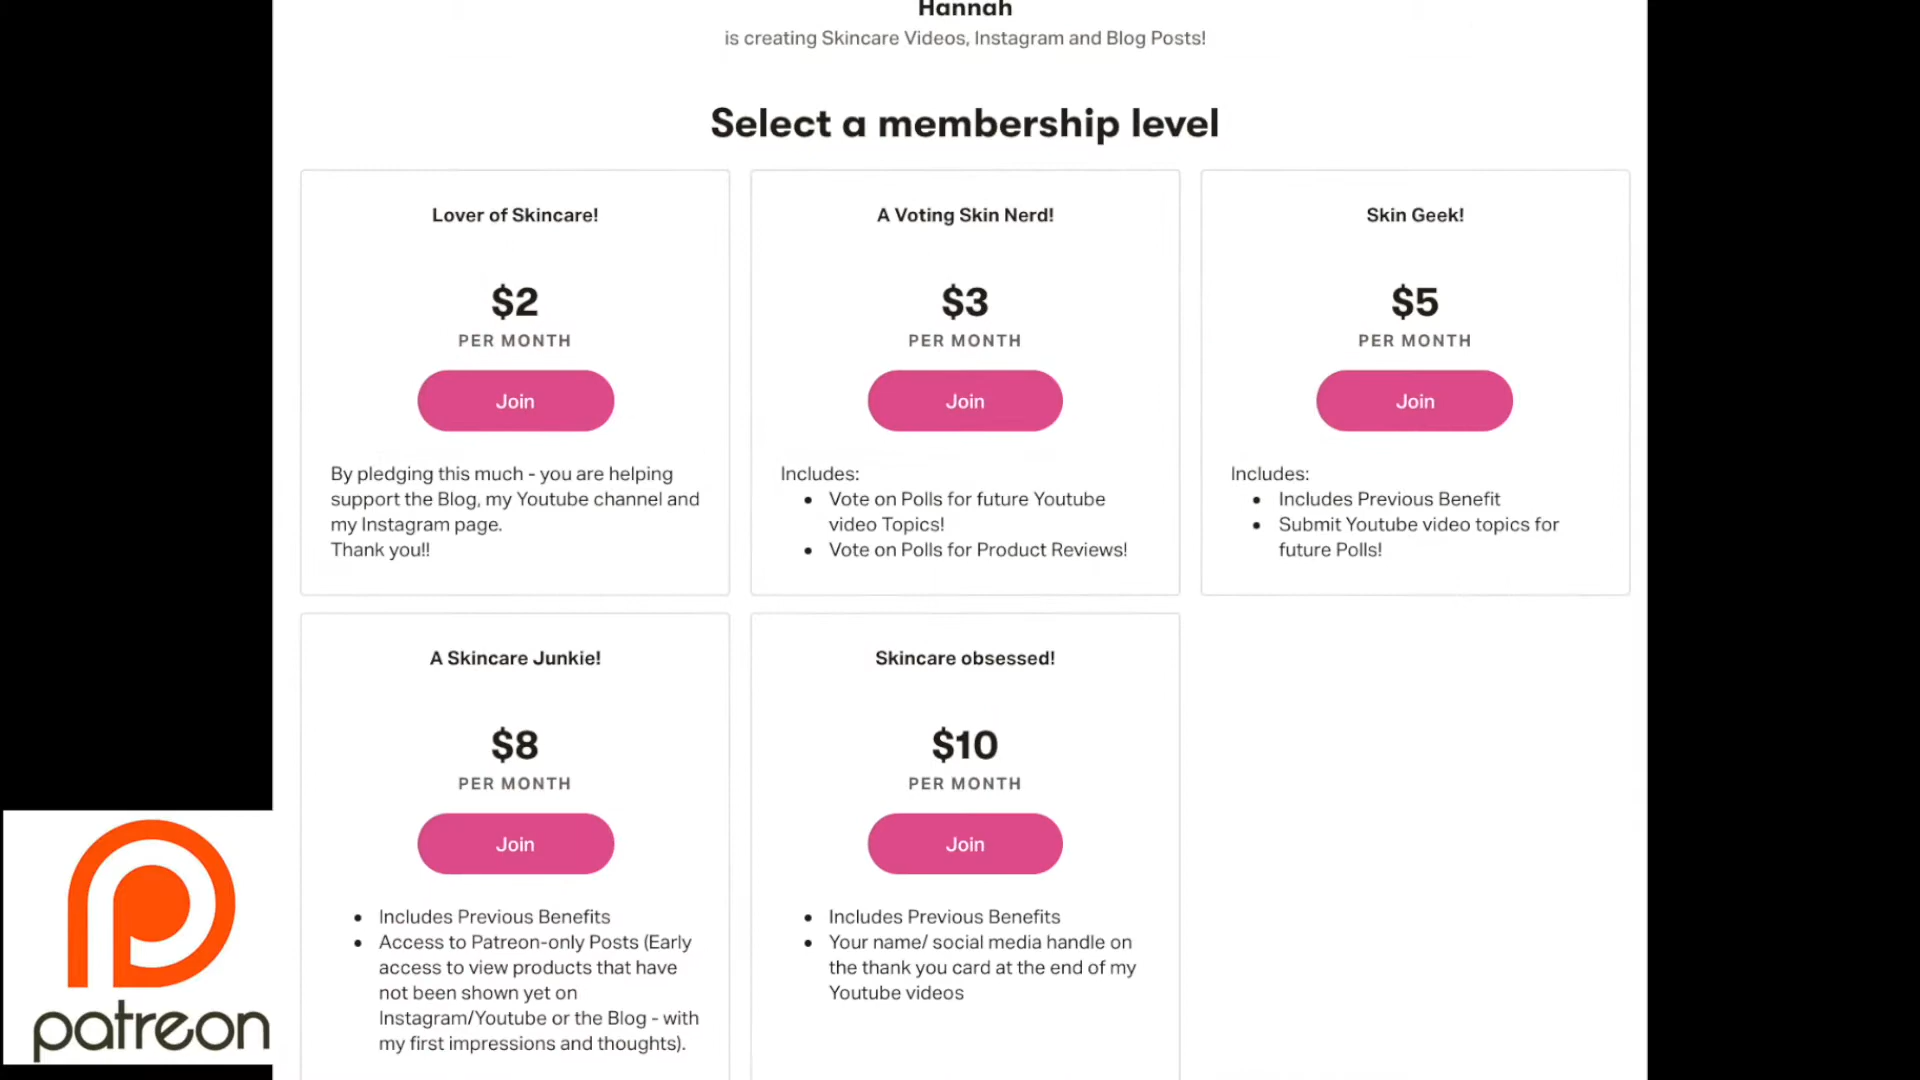 Hannah
is creating Skincare Videos, Instagram and Blog Posts!
Select a membership level
Lover of Skincare!
$2
PER MONTH
Join
By pledging this much - you are helping
support the Blog, my Youtube channel and
my Instagram page.
Thank you!!
A Voting Skin Nerd!
$3
PER MONTH
Join
Includes:
• Vote on Polls for future Youtube
video Topics!
• Vote on Polls for Product Reviews!
Skin Geek!
$5
PER MONTH
Join
Includes:
• Includes Previous Benefit
• Submit Youtube video topics for
future Polls!
A Skincare Junkie!
$8
PER MONTH
Join
• Includes Previous Benefits
• Access to Patreon-only Posts (Early
access to view products that have
not been shown yet on
Instagram/Youtube or the Blog - with
my first impressions and thoughts).
Skincare obsessed!
$10
PER MONTH
Join
• Includes Previous Benefits
• Your name/ social media handle on
the thank you card at the end of my
Youtube videos
patreon